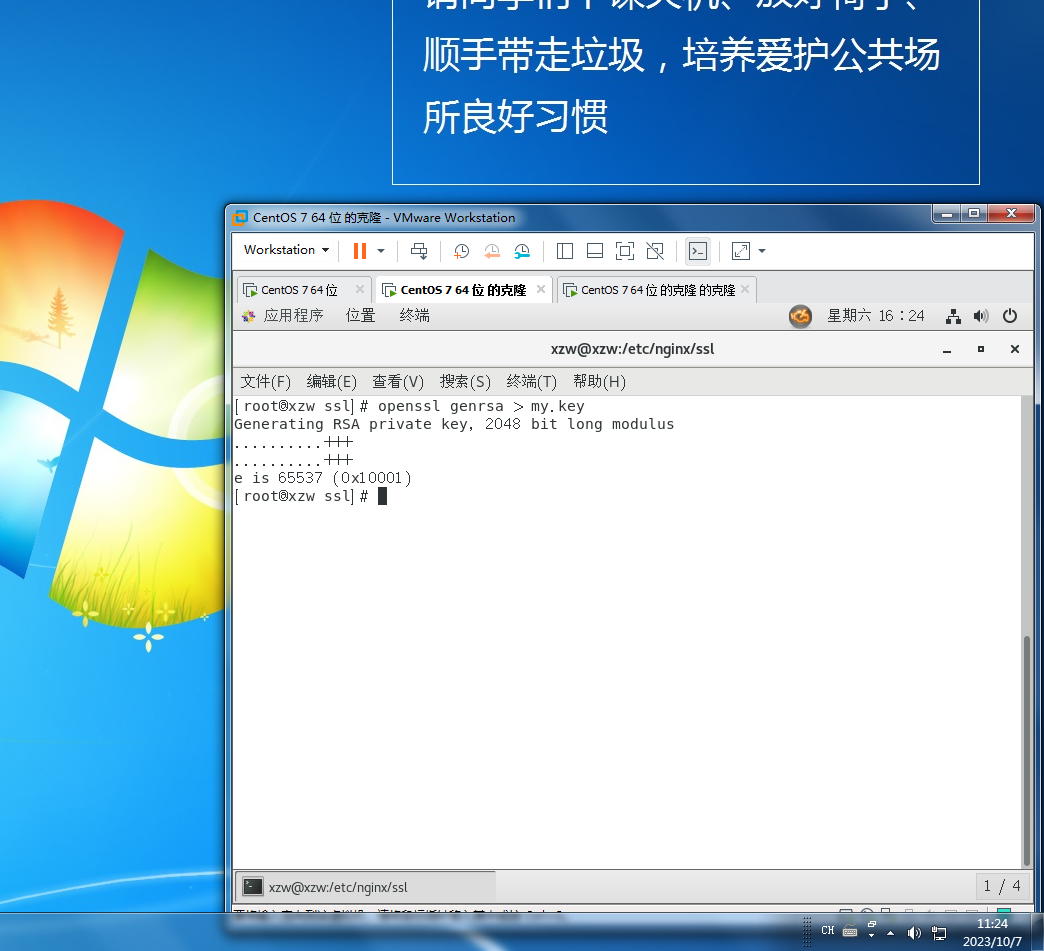 顺手带走垃圾，培养爱护公共场
所良好习惯
CentOS 7 64 位 的克隆 - VMware Workstation
Workstation
CentOS 7 64 位
CentOS 7 64 位 的克隆
CentOS 7 64 位 的克隆 的克隆
应用程序 位置 终端 星期六 16：24
xzw@xzw:/etc/nginx/ssl
文件(F) 编辑(E) 查看(V) 搜索(S) 终端(T) 帮助(H)
[root@xzw ssl]# openssl genrsa > my.key
Generating RSA private key, 2048 bit long modulus
..........+++
..........+++
e is 65537 (0x10001)
[root@xzw ssl]#
xzw@xzw:/etc/nginx/ssl 1 / 4
CH 11:24
2023/10/7